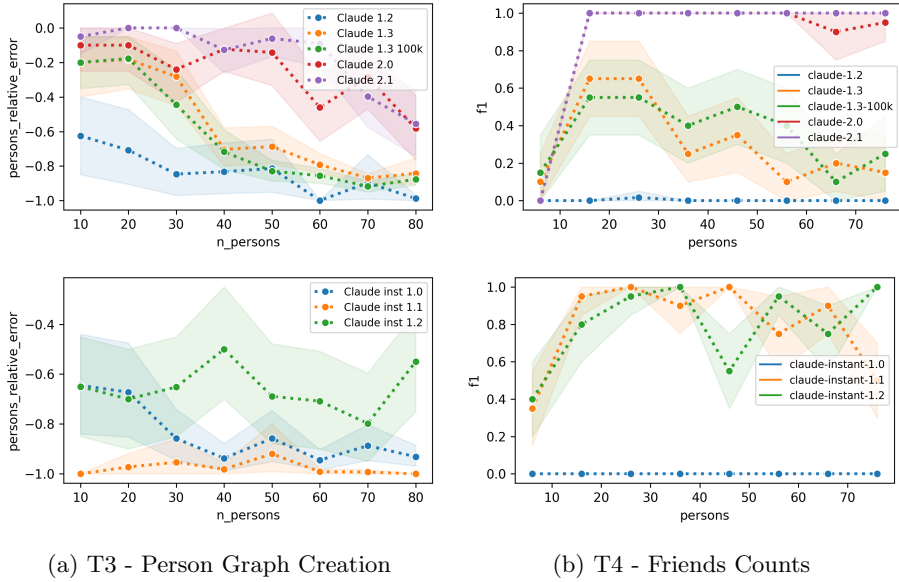 0.0
−0.2
−0.4
−0.6
−0.8
−1.0
persons_relative_error
10 20 30 40 50 60 70 80
n_persons
Claude 1.2
Claude 1.3
Claude 1.3 100k
Claude 2.0
Claude 2.1
1.0
0.8
0.6
0.4
0.2
0.0
f1
10 20 30 40 50 60 70
persons
claude-1.2
claude-1.3
claude-1.3-100k
claude-2.0
claude-2.1
−0.4
−0.6
−0.8
−1.0
persons_relative_error
10 20 30 40 50 60 70 80
n_persons
Claude inst 1.0
Claude inst 1.1
Claude inst 1.2
1.0
0.8
0.6
0.4
0.2
0.0
f1
10 20 30 40 50 60 70
persons
claude-instant-1.0
claude-instant-1.1
claude-instant-1.2
(a) T3 - Person Graph Creation
(b) T4 - Friends Counts